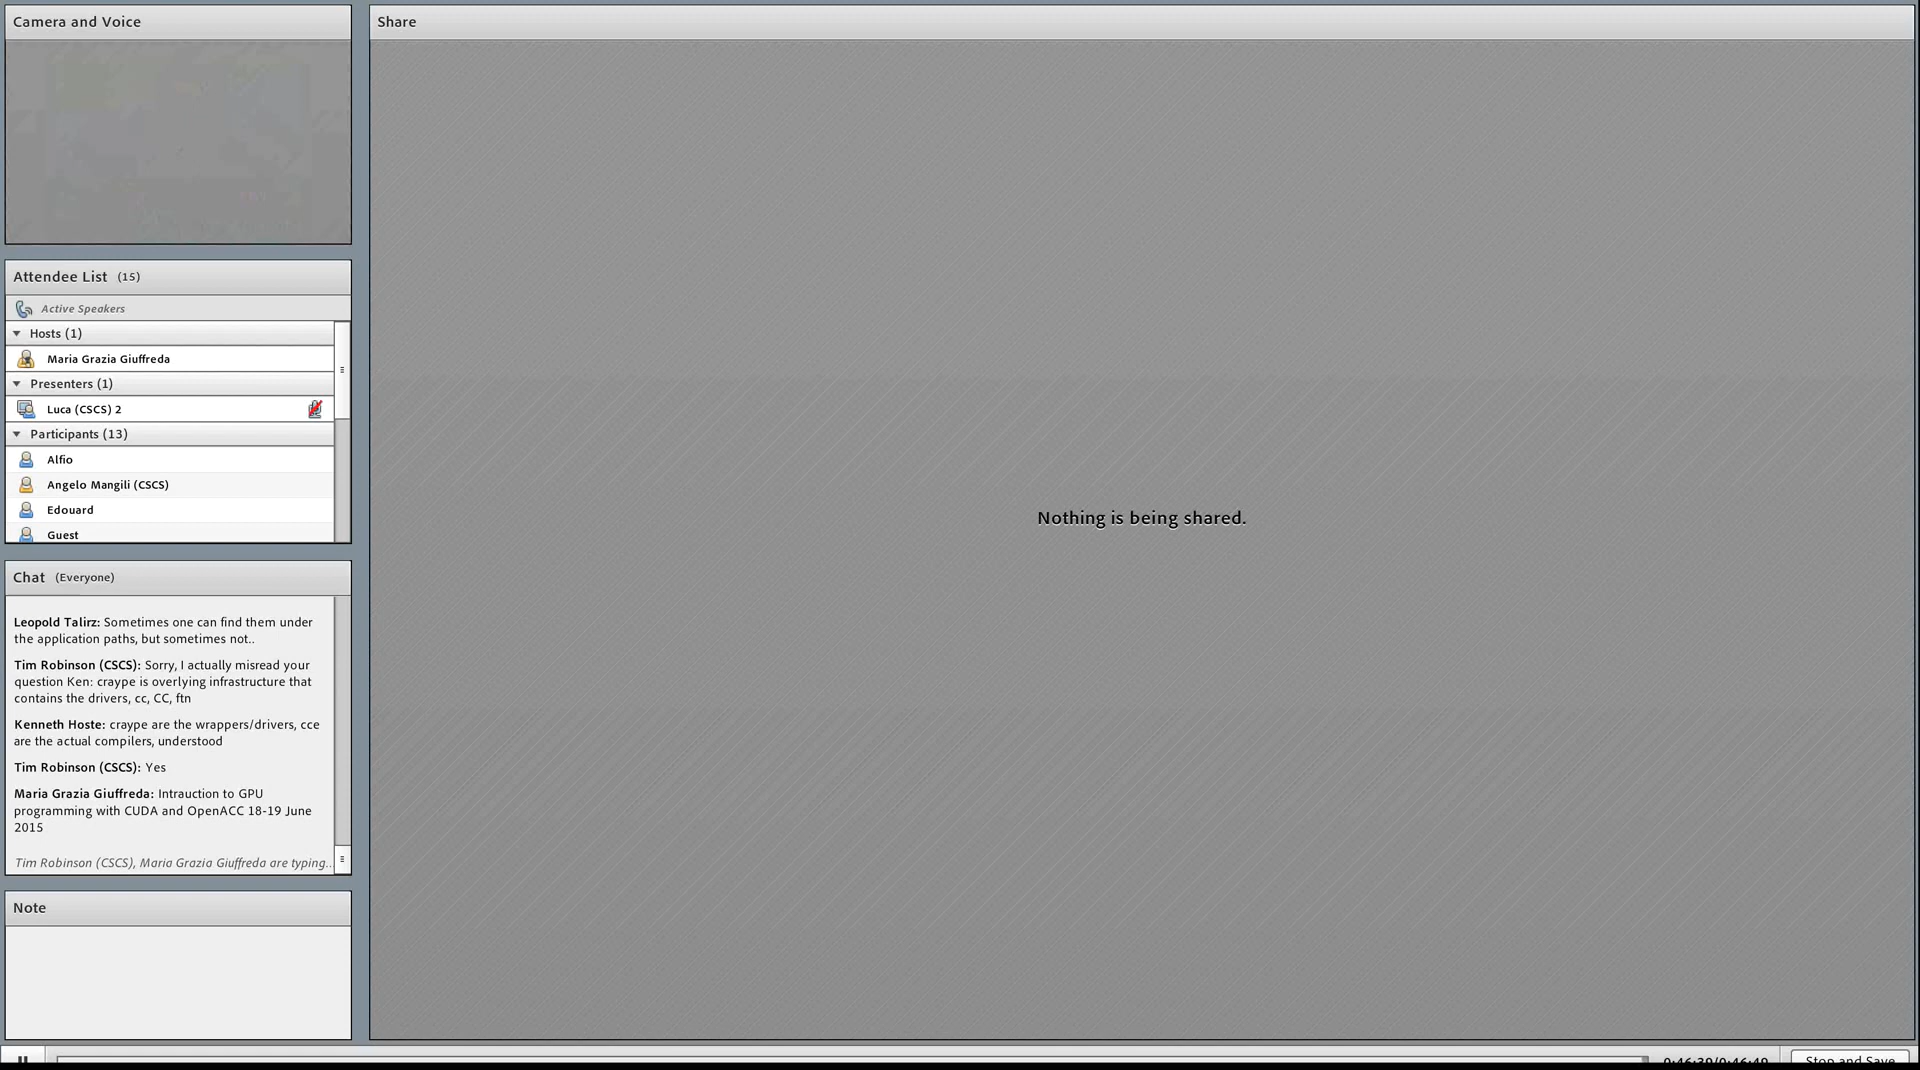 Camera and Voice
Share
Attendee List (15)
Active Speakers
Hosts (1)
Maria Grazia Giuffreda
Presenters (1)
Luca (CSCS) 2
Participants (13)
Alfio
Angelo Mangili (CSCS)
Edouard
Guest
Nothing is being shared.
Chat (Everyone)
Leopold Talirz: Sometimes one can find them under
the application paths, but sometimes not..
Tim Robinson (CSCS): Sorry, I actually misread your
question Ken: craype is overlying infrastructure that
contains the drivers, cc, CC, ftn
Kenneth Hoste: craype are the wrappers/drivers, cce
are the actual compilers, understood
Tim Robinson (CSCS): Yes
Maria Grazia Giuffreda: Intrauction to GPU
programming with CUDA and OpenACC 18-19 June
2015
Tim Robinson (CSCS), Maria Grazia Giuffreda are typing...
Note
Stop and Save